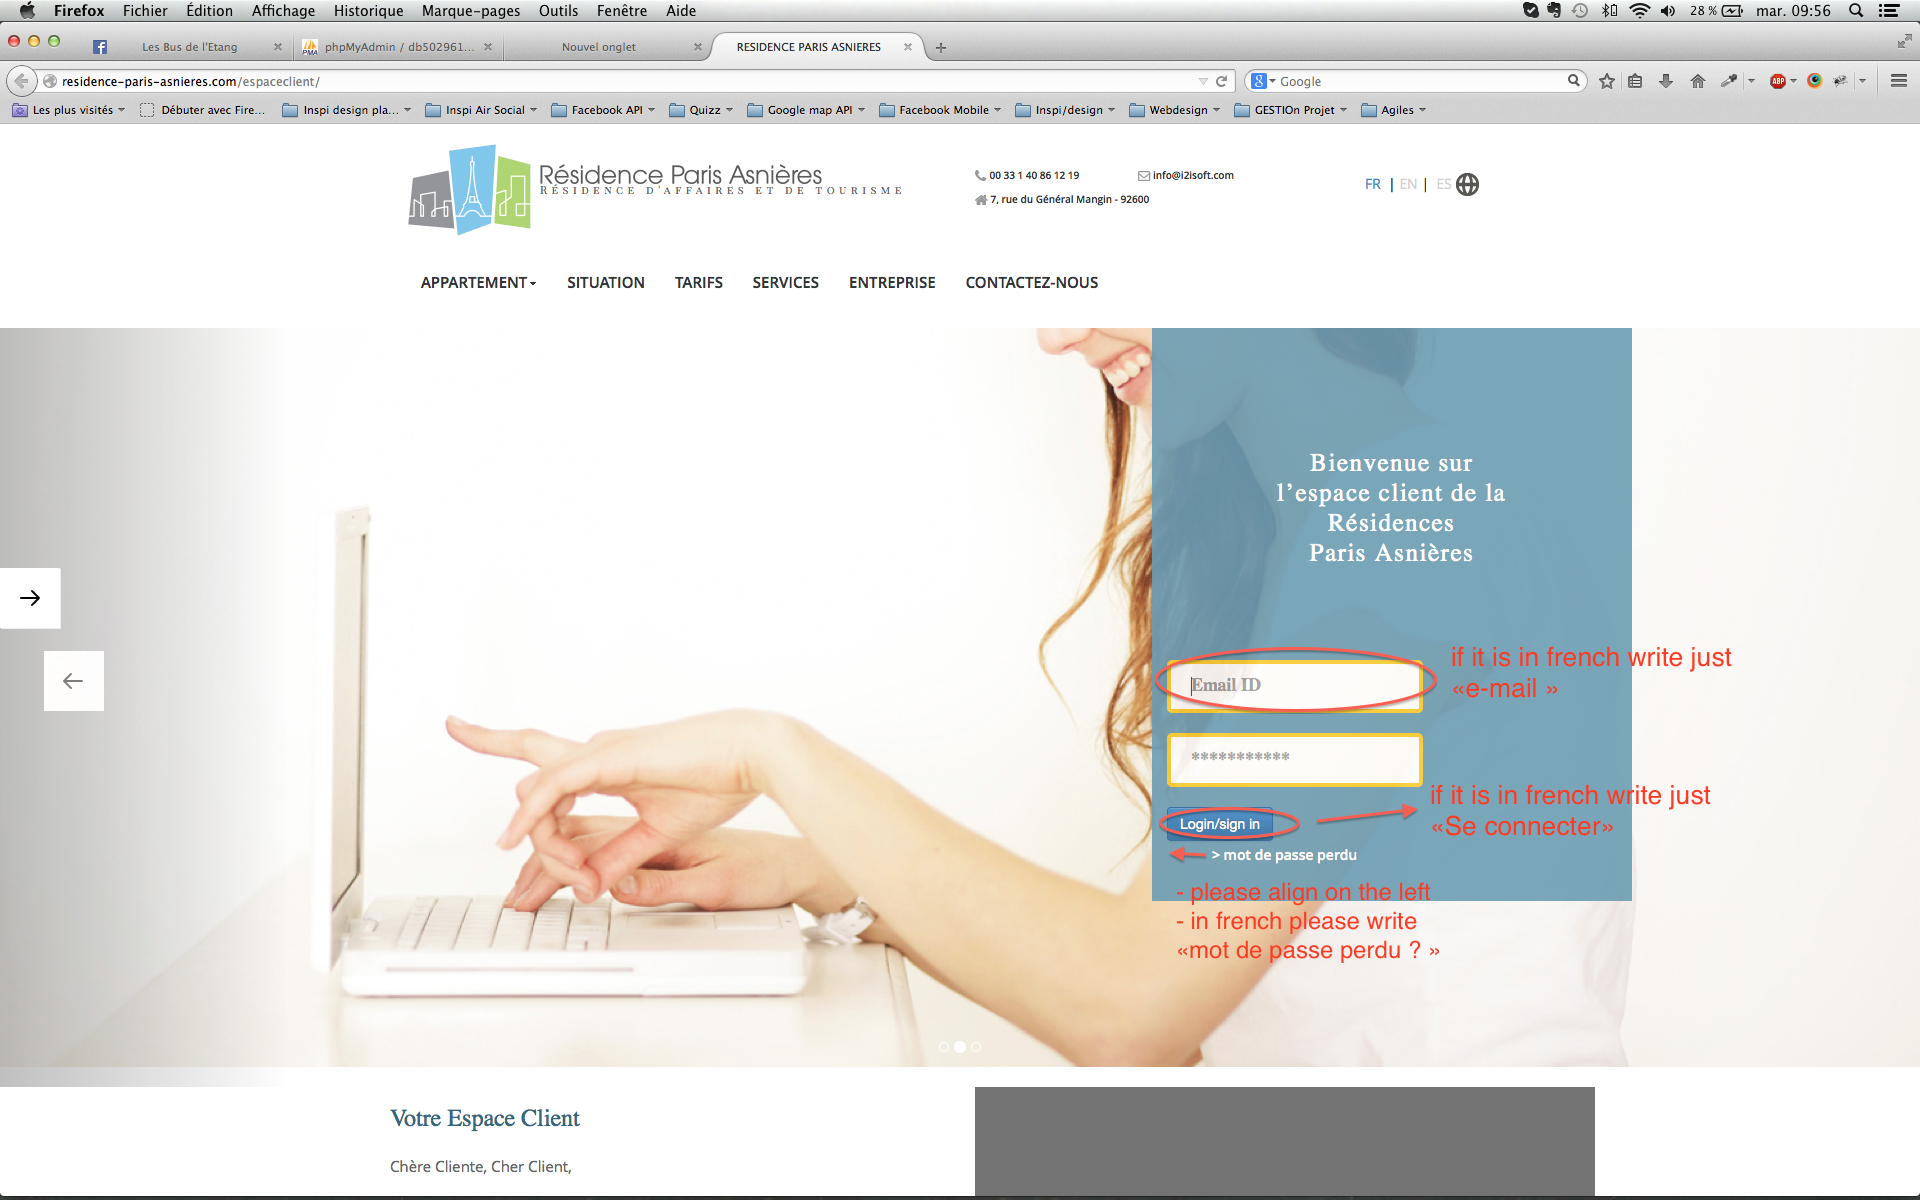 Firefox Fichier Édition Affichage Historique Marque-pages Outils Fenêtre Aide 28 % mar. 09:56
Les Bus de l'Etang
phpMyAdmin / db502961...
Nouvel onglet
RESIDENCE PARIS ASNIERES
residence-paris-asnieres.com/espaceclient/
Google
ABP
Les plus visités Débuter avec Fire... Inspi design pla... Inspi Air Social Facebook API Quizz Google map API Facebook Mobile Inspi/design Webdesign GESTIOn Projet Agiles
Résidence Paris Asnières
RÉSIDENCE D'AFFAIRES ET DE TOURISME
00 33 1 40 86 12 19
info@i2isoft.com
7, rue du Général Mangin - 92600
FR | EN | ES
APPARTEMENT SITUATION TARIFS SERVICES ENTREPRISE CONTACTEZ-NOUS
Bienvenue sur
l'espace client de la
Résidences
Paris Asnières
Email ID
if it is in french write just
«e-mail »
***********
Login/sign in
if it is in french write just
«Se connecter»
> mot de passe perdu
- please align on the left
- in french please write
«mot de passe perdu ? »
Votre Espace Client
Chère Cliente, Cher Client,